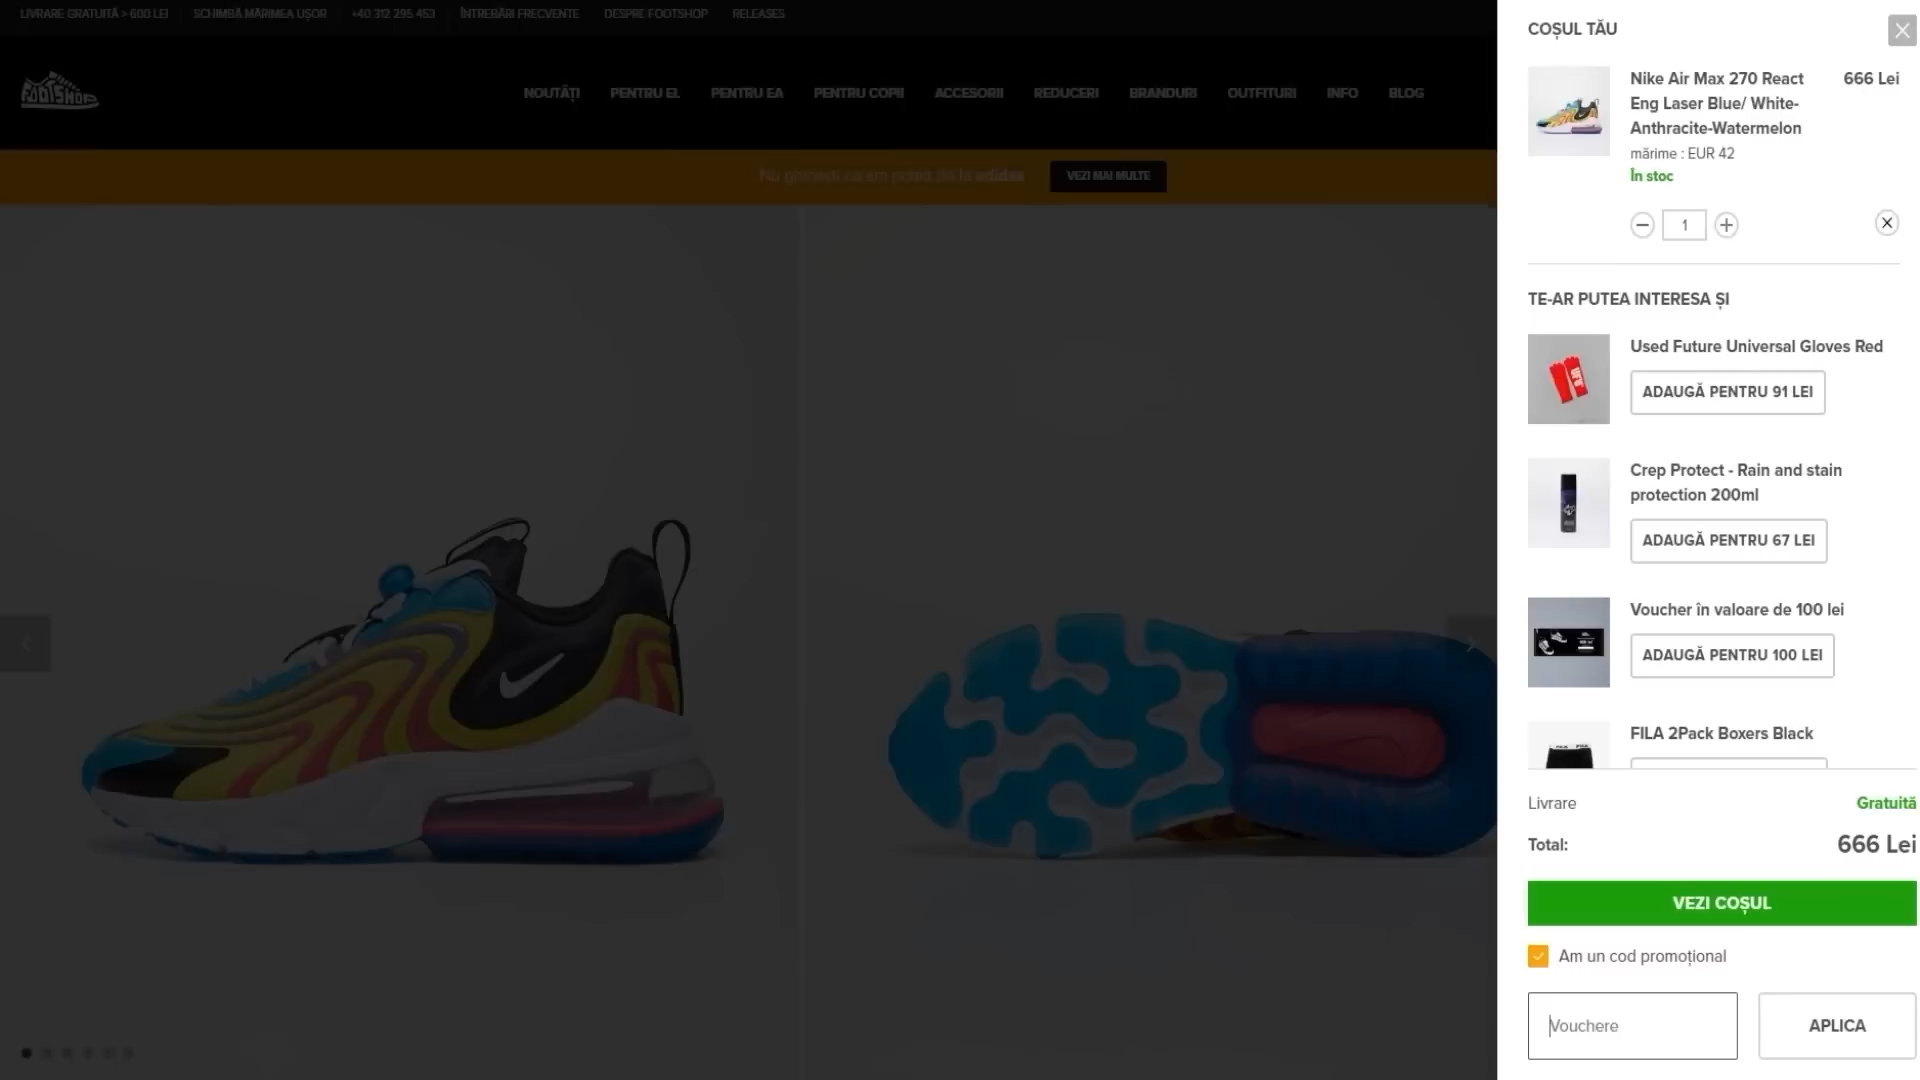 LIVRARE GRATUITĂ > 600 LEI SCHIMBĂ MĂRIMEA UȘOR +40 312 295 453 ÎNTREBĂRI FRECVENTE DESPRE FOOTSHOP RELEASES
FOOTSHOP
NOUTĂȚI PENTRU EL PENTRU EA PENTRU COPII ACCESORII REDUCERI BRANDURI OUTFITURI INFO BLOG
adidas VEZI MAI MULTE
COȘUL TĂU
Nike Air Max 270 React 666 Lei
Eng Laser Blue/ White-
Anthracite-Watermelon
mărime : EUR 42
În stoc
1
TE-AR PUTEA INTERESA ȘI
Used Future Universal Gloves Red
ADAUGĂ PENTRU 91 LEI
Crep Protect - Rain and stain
protection 200ml
ADAUGĂ PENTRU 67 LEI
Voucher în valoare de 100 lei
ADAUGĂ PENTRU 100 LEI
FILA 2Pack Boxers Black
Livrare Gratuită
Total: 666 Lei
VEZI COȘUL
Am un cod promoțional
Vouchere APLICA